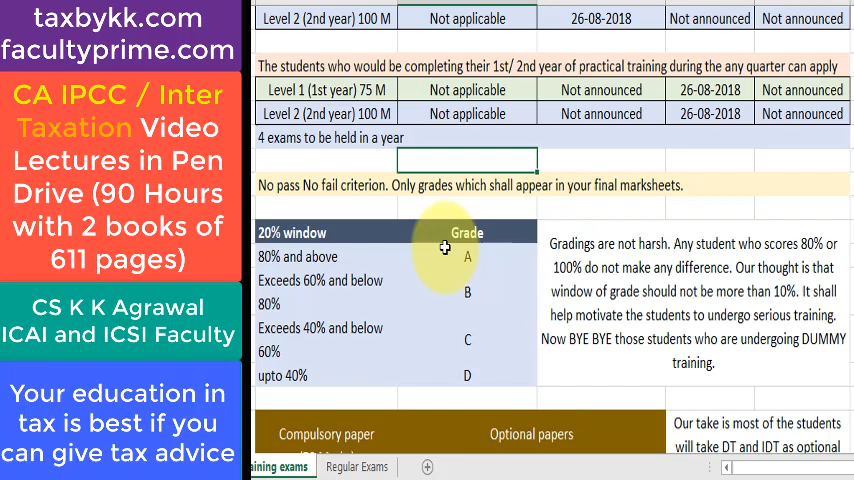 taxbykk.com
facultyprime.com
CA IPCC / Inter
Taxation Video
Lectures in Pen
Drive (90 Hours
with 2 books of
611 pages)
CS K K Agrawal
ICAI and ICSI Faculty
Your education in
tax is best if you
can give tax advice
Level 2 (2nd year) 100 M Not applicable 26-08-2018 Not announced Not announced
The students who would be completing their 1st/ 2nd year of practical training during the any quarter can apply
Level 1 (1st year) 75 M Not applicable Not announced 26-08-2018 Not announced
Level 2 (2nd year) 100 M Not applicable Not announced 26-08-2018 Not announced
4 exams to be held in a year
No pass No fail criterion. Only grades which shall appear in your final marksheets.
20% window Grade
80% and above A
Exceeds 60% and below
80% B
Exceeds 40% and below
60% C
upto 40% D
Gradings are not harsh. Any student who scores 80% or
100% do not make any difference. Our thought is that
window of grade should not be more than 10%. It shall
help motivate the students to undergo serious training.
Now BYE BYE those students who are undergoing DUMMY
training.
Compulsory paper Optional papers
Our take is most of the students
will take DT and IDT as optional
aining exams Regular Exams